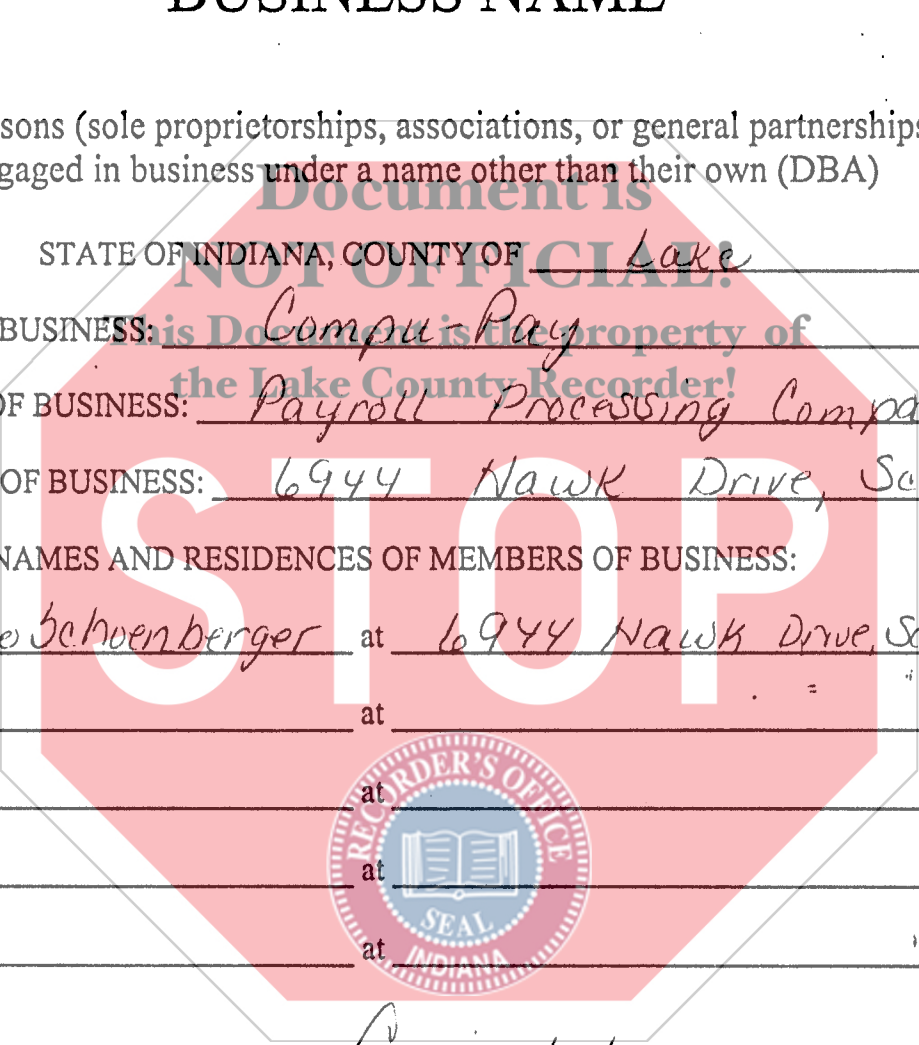 BUSINESS NAME
sons (sole proprietorships, associations, or general partnerships
gaged in business under a name other than their own (DBA)
Document is
STATE OF INDIANA, COUNTY OF Lake
NOT OFFICIAL!
BUSINESS: Compu-Pay
This Document is the property of
the Lake County Recorder!
OF BUSINESS: Payroll Processing Compa
OF BUSINESS: 6944 Hawk Drive, Sc
STOP
NAMES AND RESIDENCES OF MEMBERS OF BUSINESS:
Schoenberger at 6944 Hawk Drive, Sc
at
at
at
at
RECORDER'S OFFICE
SEAL
INDIANA